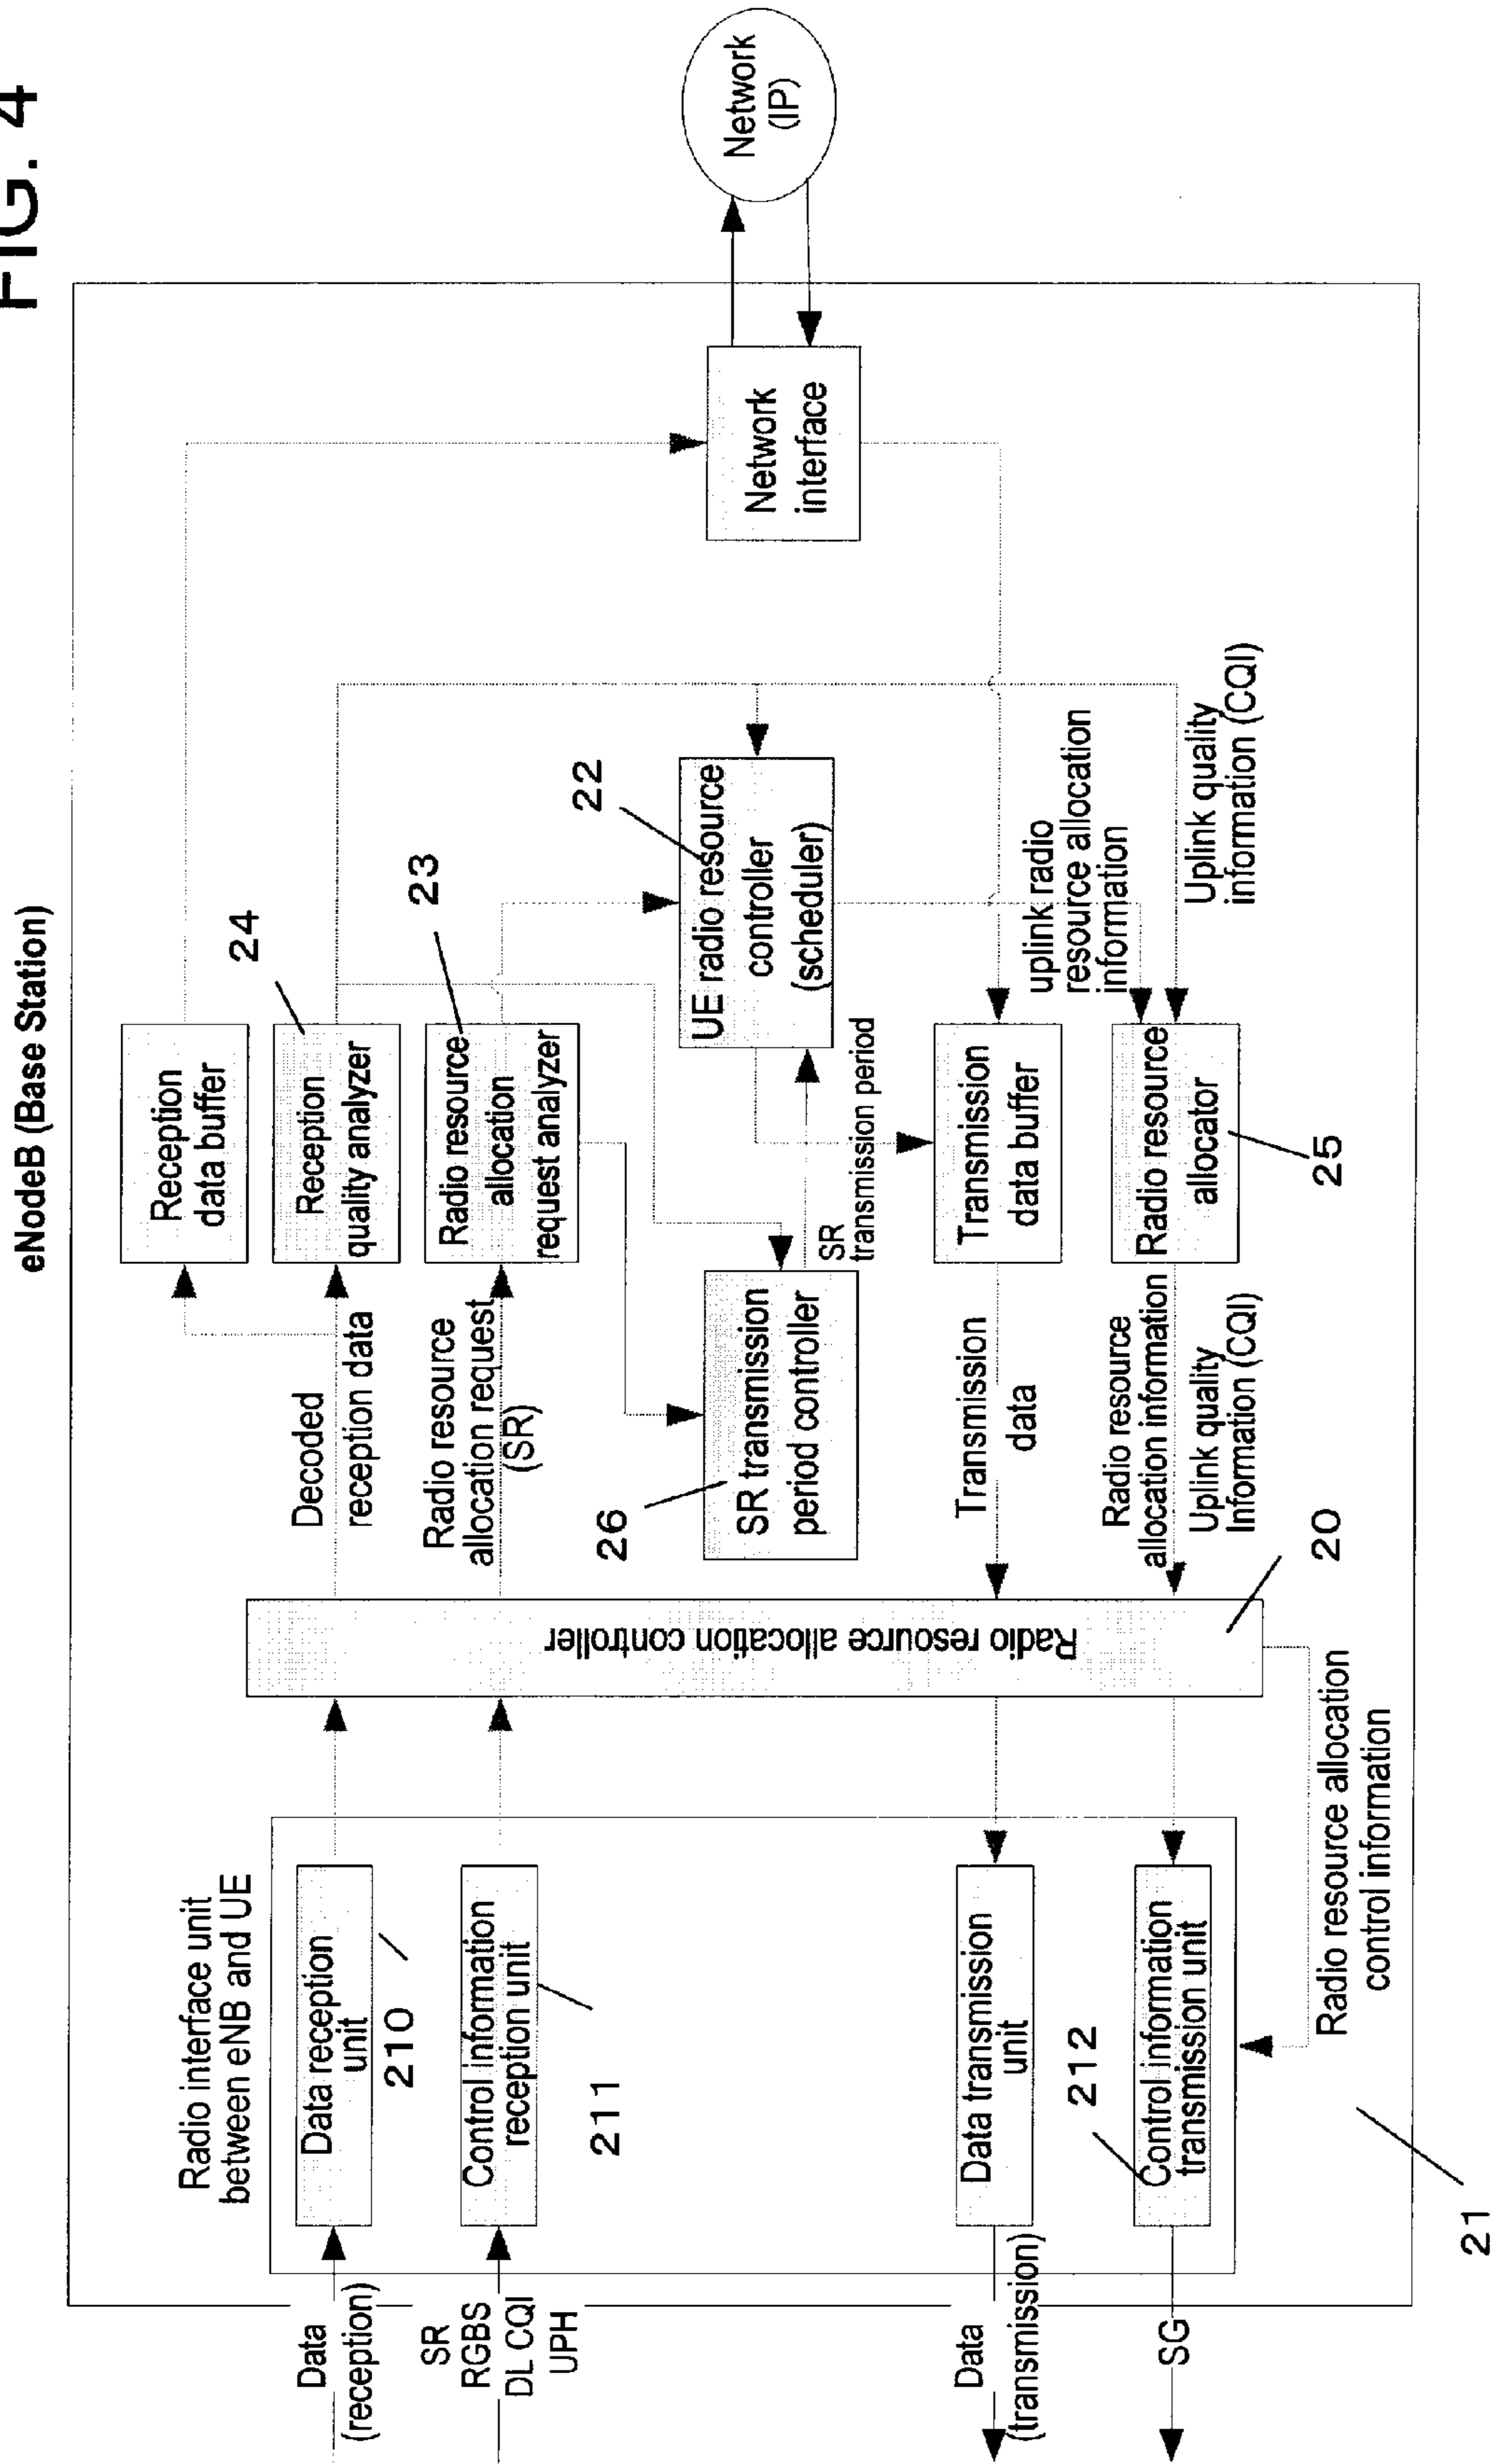 FIG. 4
eNodeB (Base Station)
Radio interface unit
between eNB and UE
Data
(reception)
Data reception
unit
210
SR
RGBS
DL CQI
UPH
Control information
reception unit
211
Data
(transmission)
Data transmission
unit
SG
212
Control information
transmission unit
21
Radio resource allocation
control information
Radio resource allocation controller
20
Decoded
reception data
Radio resource
allocation request
(SR)
Transmission
data
Radio resource
allocation information
Uplink quality
Information (CQI)
Reception
data buffer
24
Reception
quality analyzer
23
Radio resource
allocation
request analyzer
26
SR transmission
period controller
SR
transmission period
22
UE radio resource
controller
(scheduler)
Transmission
data buffer
Radio resource
allocator
25
uplink radio
resource allocation
information
Uplink quality
information (CQI)
Network
interface
Network
(IP)